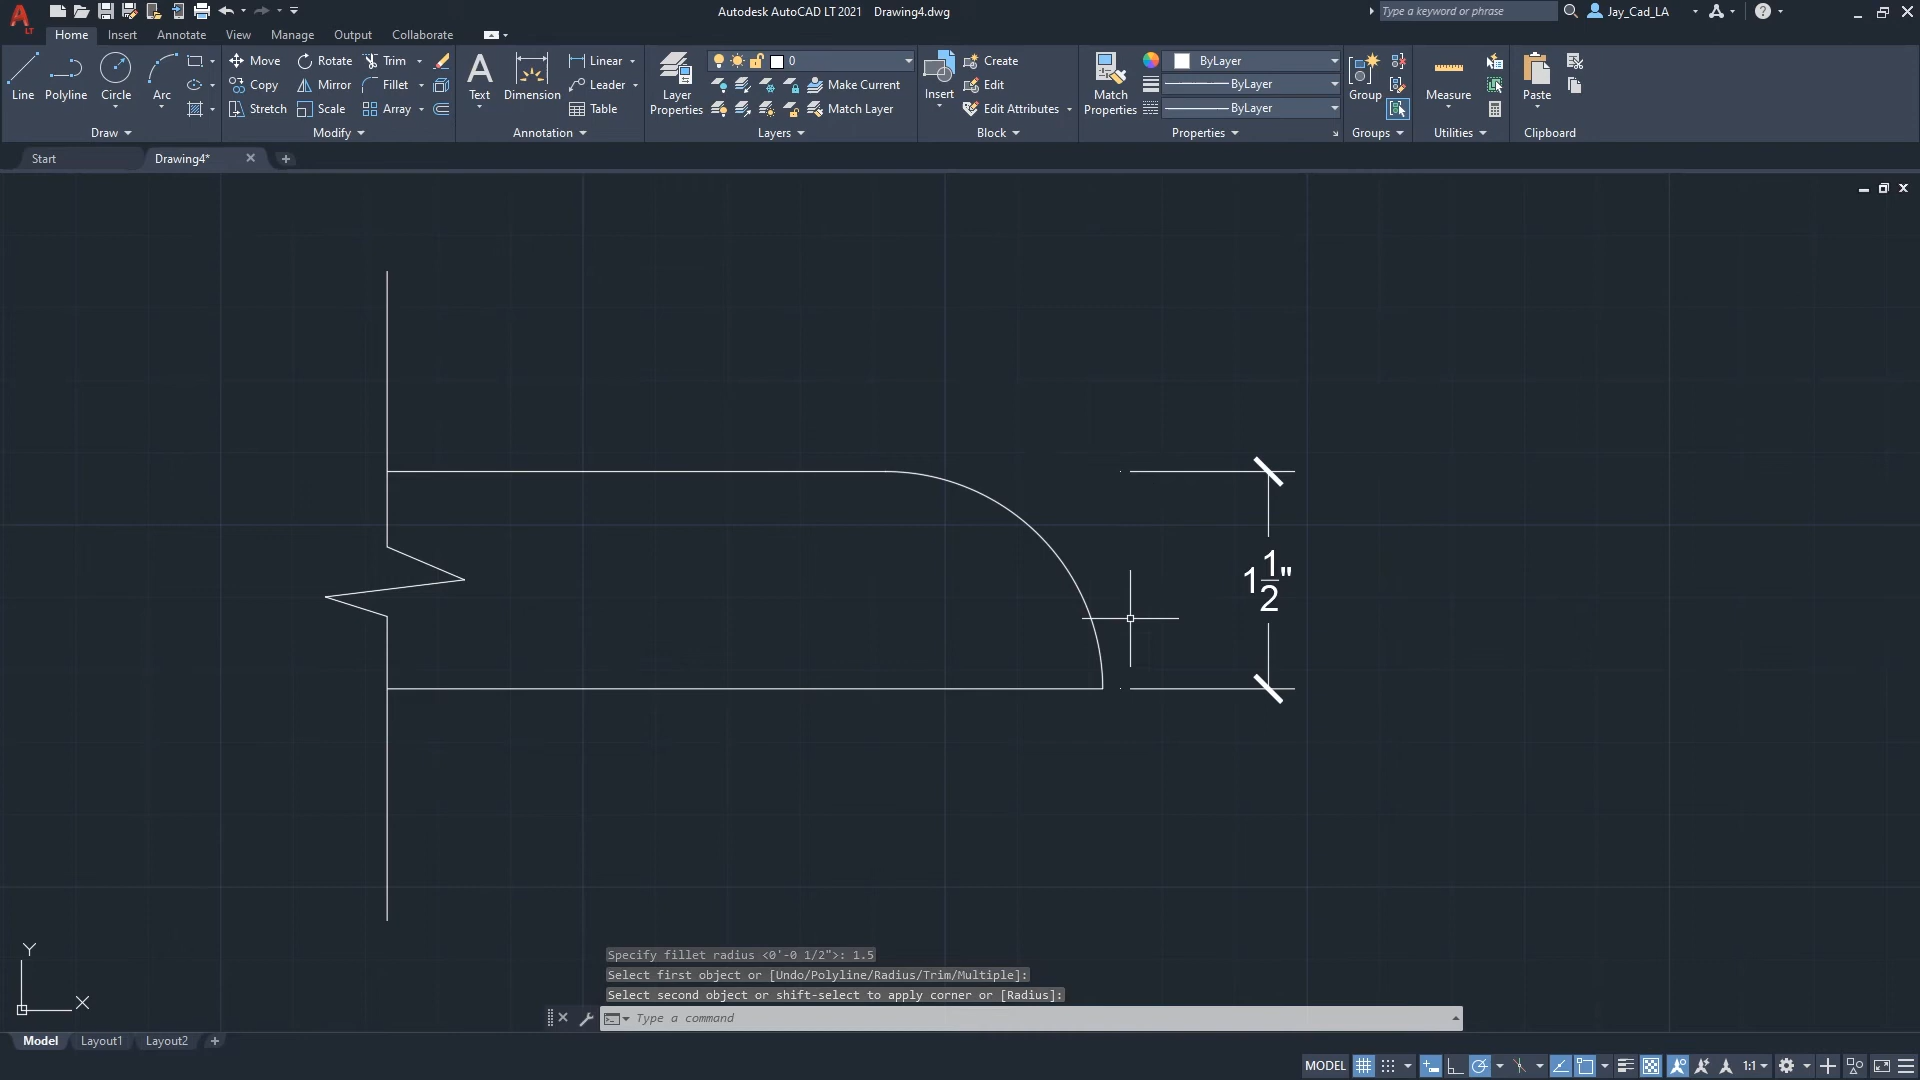 Autodesk AutoCAD LT 2021 Drawing4.dwg
Type a keyword or phrase
Jay_Cad_LA
A
LT
Home Insert Annotate View Manage Output Collaborate
Line Polyline Circle Arc
Move Rotate Trim
Copy Mirror Fillet
Stretch Scale Array
Text Dimension
Linear
Leader
Table
Layer Properties
0
Make Current
Match Layer
Insert
Create
Edit
Edit Attributes
Match Properties
ByLayer
ByLayer
ByLayer
Group
Measure
Paste
Draw Modify Annotation Layers Block Properties Groups Utilities Clipboard
Start Drawing4*
1 1/2"
Y
X
Specify fillet radius <0'-0 1/2">: 1.5
Select first object or [Undo/Polyline/Radius/Trim/Multiple]:
Select second object or shift-select to apply corner or [Radius]:
Type a command
Model Layout1 Layout2
MODEL 1:1